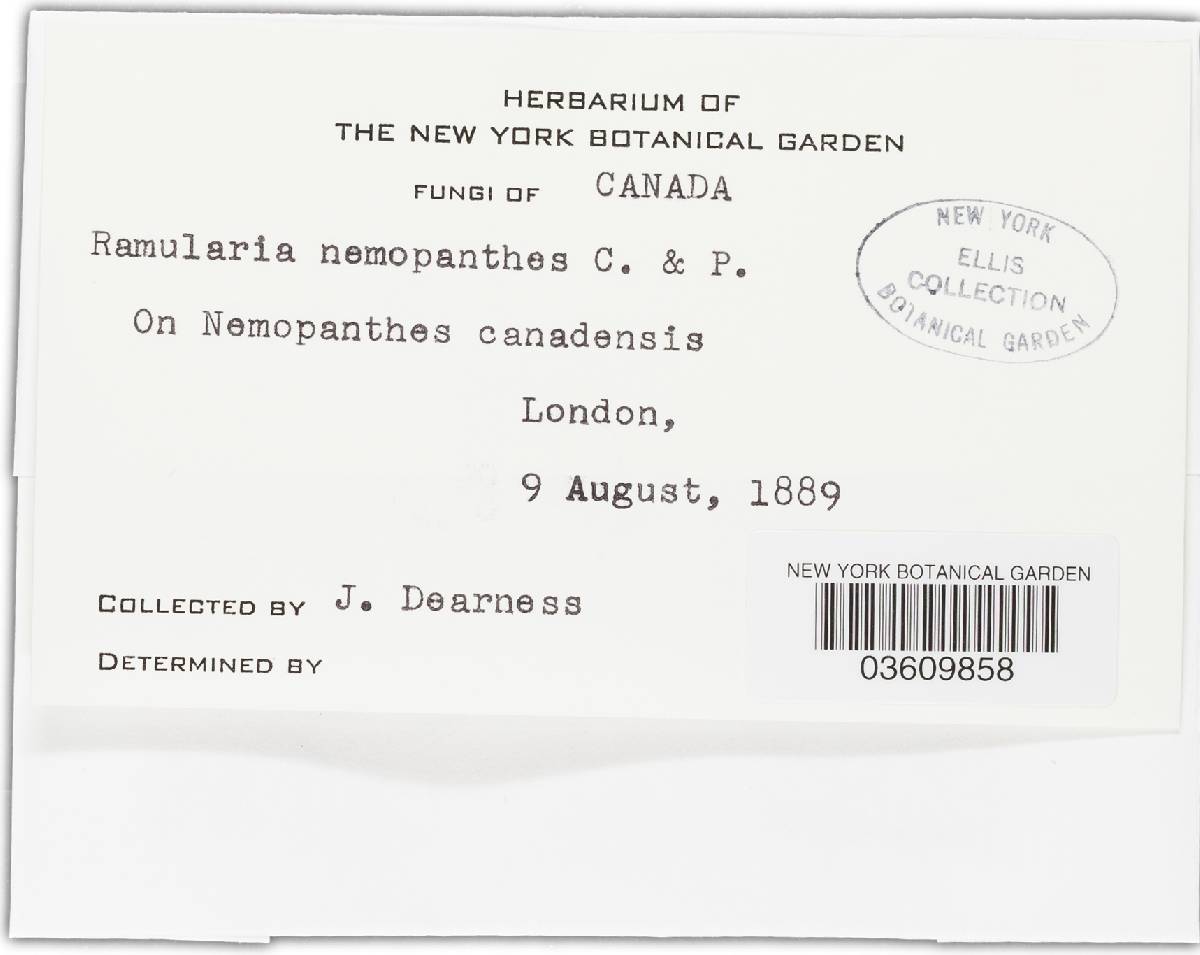 HERBARIUM OF
THE NEW YORK BOTANICAL GARDEN
FUNGI OF CANADA
Ramularia nemopanthes C. & P.
On Nemopanthes canadensis
London,
9 August, 1889
NEW YORK
ELLIS
COLLECTION
BOTANICAL GARDEN
COLLECTED BY J. Dearness
DETERMINED BY
NEW YORK BOTANICAL GARDEN
03609858